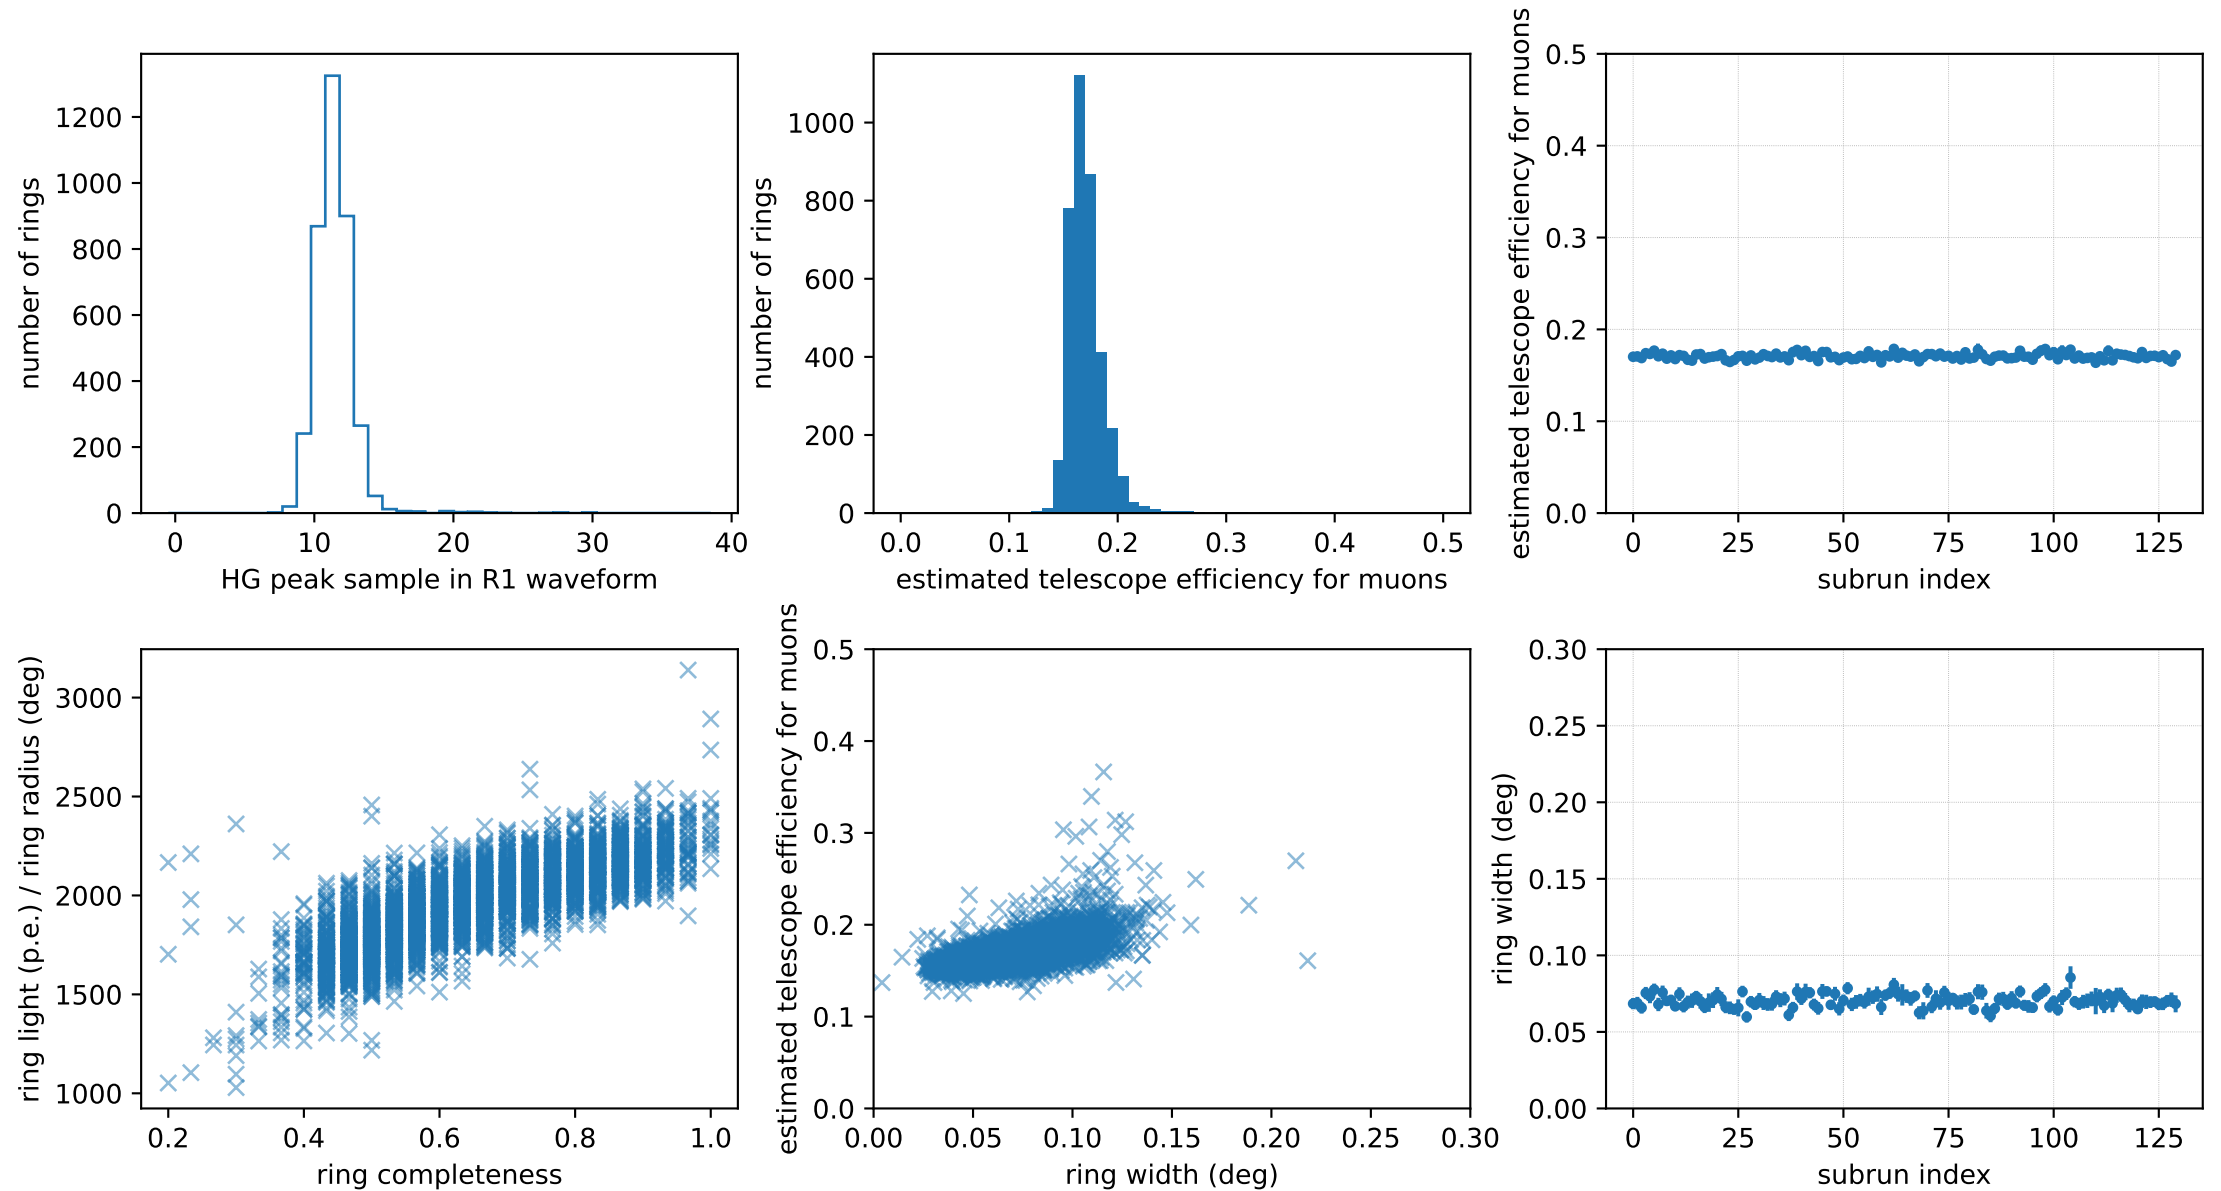 number of rings
1200
1000
800
600
400
200
0
0 10 20 30 40
HG peak sample in R1 waveform
number of rings
1000
800
600
400
200
0
0.0 0.1 0.2 0.3 0.4 0.5
estimated telescope efficiency for muons
estimated telescope efficiency for muons
0.5
0.4
0.3
0.2
0.1
0.0
0 25 50 75 100 125
subrun index
ring light (p.e.) / ring radius (deg)
3000
2500
2000
1500
1000
0.2 0.4 0.6 0.8 1.0
ring completeness
estimated telescope efficiency for muons
0.5
0.4
0.3
0.2
0.1
0.0
0.00 0.05 0.10 0.15 0.20 0.25 0.30
ring width (deg)
ring width (deg)
0.30
0.25
0.20
0.15
0.10
0.05
0.00
0 25 50 75 100 125
subrun index